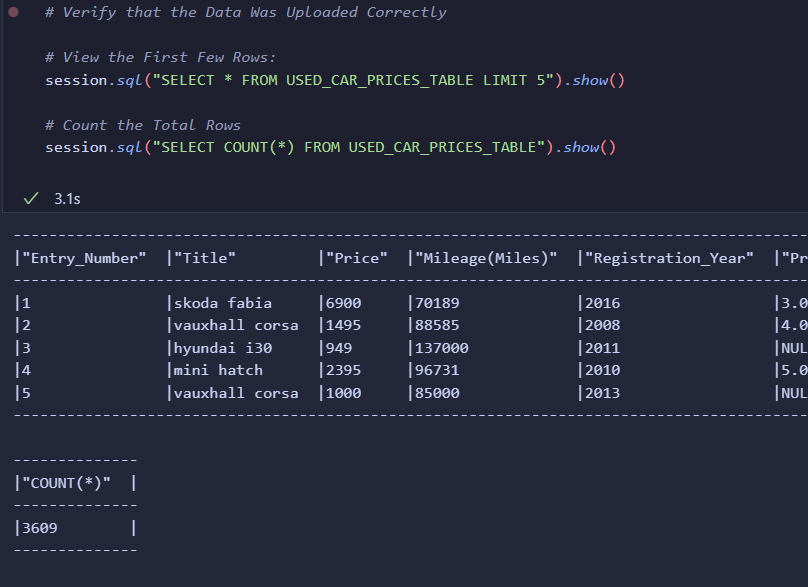 # Verify that the Data Was Uploaded Correctly
# View the First Few Rows:
session.sql("SELECT * FROM USED_CAR_PRICES_TABLE LIMIT 5").show()
# Count the Total Rows
session.sql("SELECT COUNT(*) FROM USED_CAR_PRICES_TABLE").show()
3.1s
---------------------------------------------------------------------------------------
|"Entry_Number"  |"Title"         |"Price"  |"Mileage(Miles)"  |"Registration_Year"  |"Pr
---------------------------------------------------------------------------------------
|1               |skoda fabia     |6900     |70189             |2016                 |3.0
|2               |vauxhall corsa  |1495     |88585             |2008                 |4.0
|3               |hyundai i30     |949      |137000            |2011                 |NUL
|4               |mini hatch      |2395     |96731             |2010                 |5.0
|5               |vauxhall corsa  |1000     |85000             |2013                 |NUL
---------------------------------------------------------------------------------------
--------------
|"COUNT(*)"  |
--------------
|3609        |
--------------